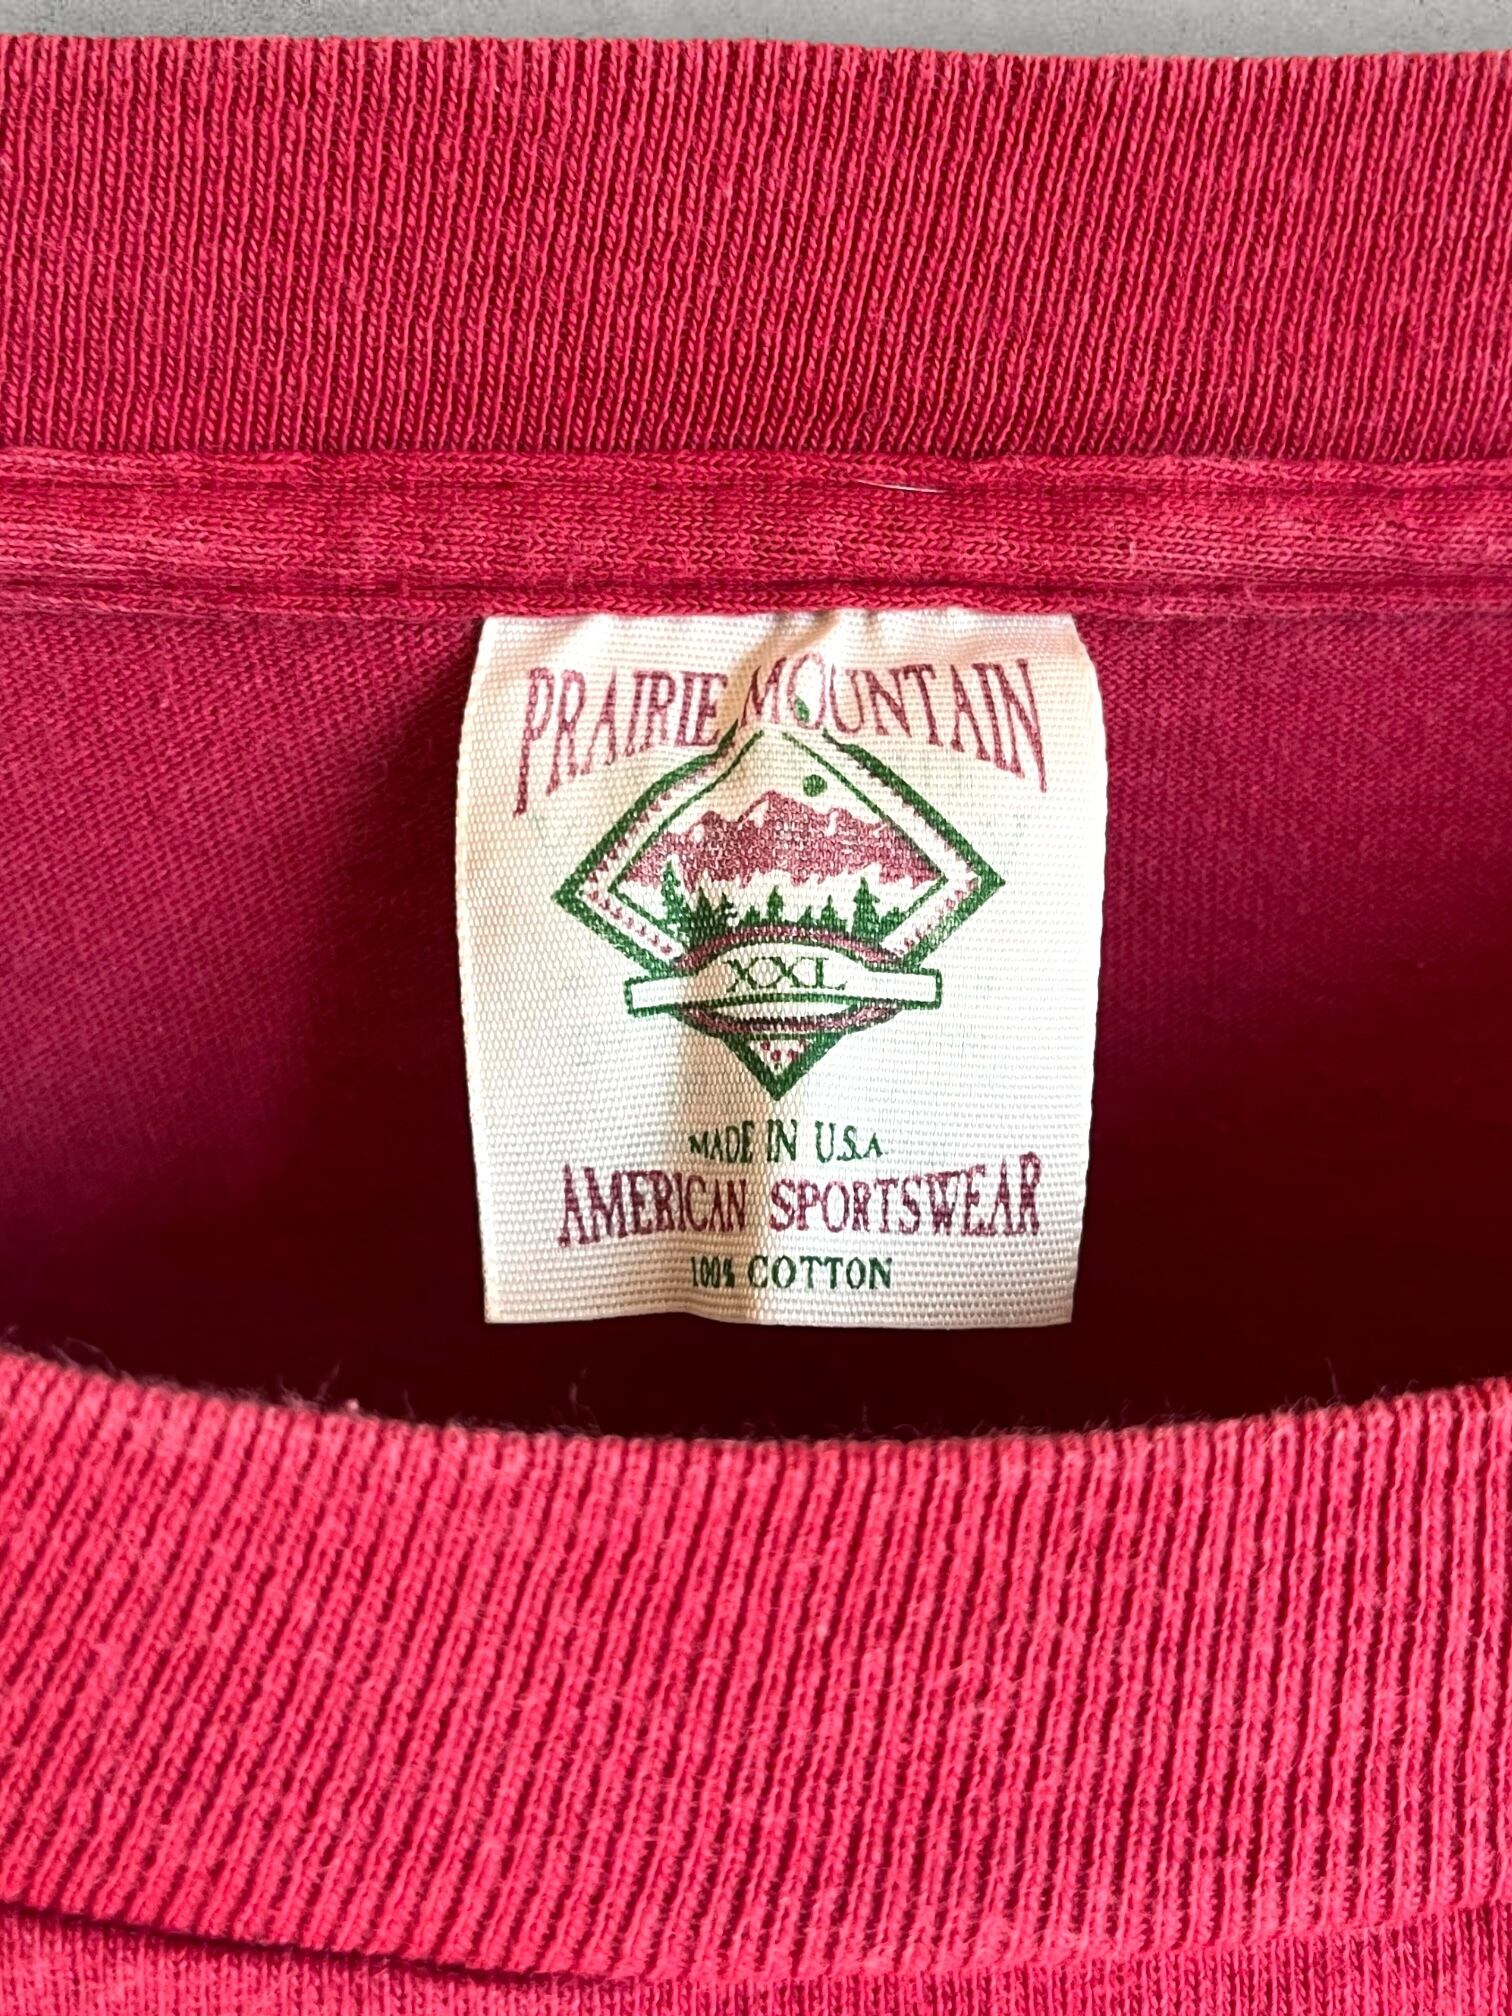 PRAIRIE MOUNTAIN
XXL
MADE IN U.S.A.
AMERICAN SPORTSWEAR
100% COTTON